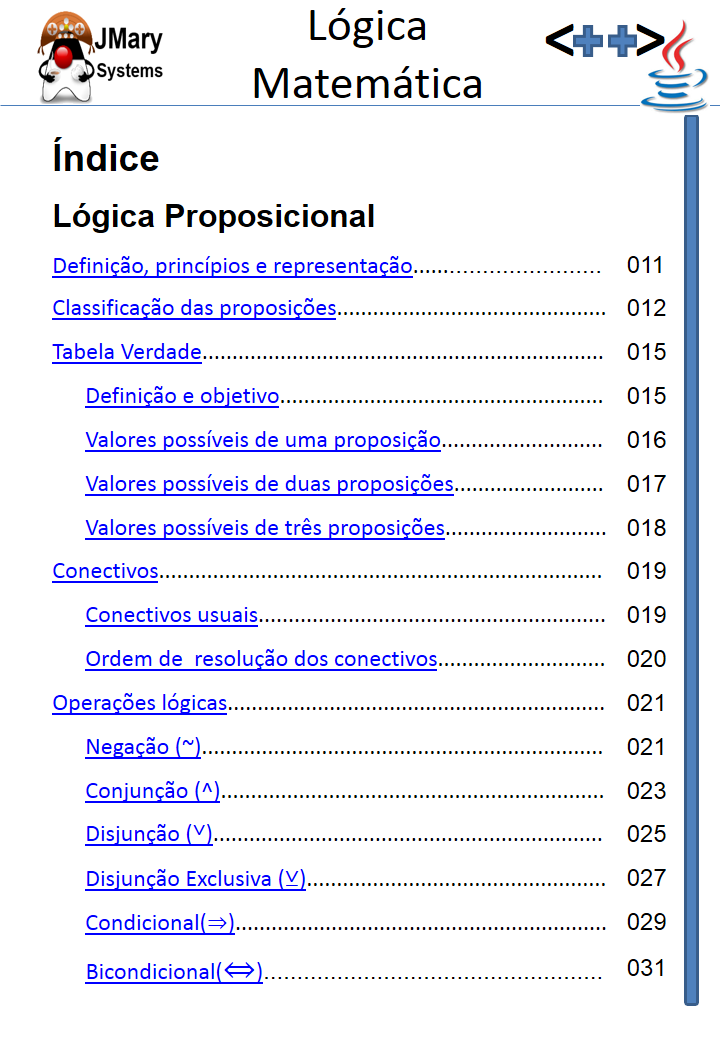 JMary
Systems
Lógica
Matemática
<++>
Índice
Lógica Proposicional
Definição, princípios e representação............................. 011
Classificação das proposições............................................. 012
Tabela Verdade................................................................... 015
Definição e objetivo...................................................... 015
Valores possíveis de uma proposição........................... 016
Valores possíveis de duas proposições......................... 017
Valores possíveis de três proposições........................... 018
Conectivos.......................................................................... 019
Conectivos usuais.......................................................... 019
Ordem de  resolução dos conectivos............................ 020
Operações lógicas............................................................... 021
Negação (~)................................................................... 021
Conjunção (^)................................................................ 023
Disjunção (˅)................................................................. 025
Disjunção Exclusiva (⊻).................................................. 027
Condicional(⇒).............................................................. 029
Bicondicional(⇔)......................................................... 031